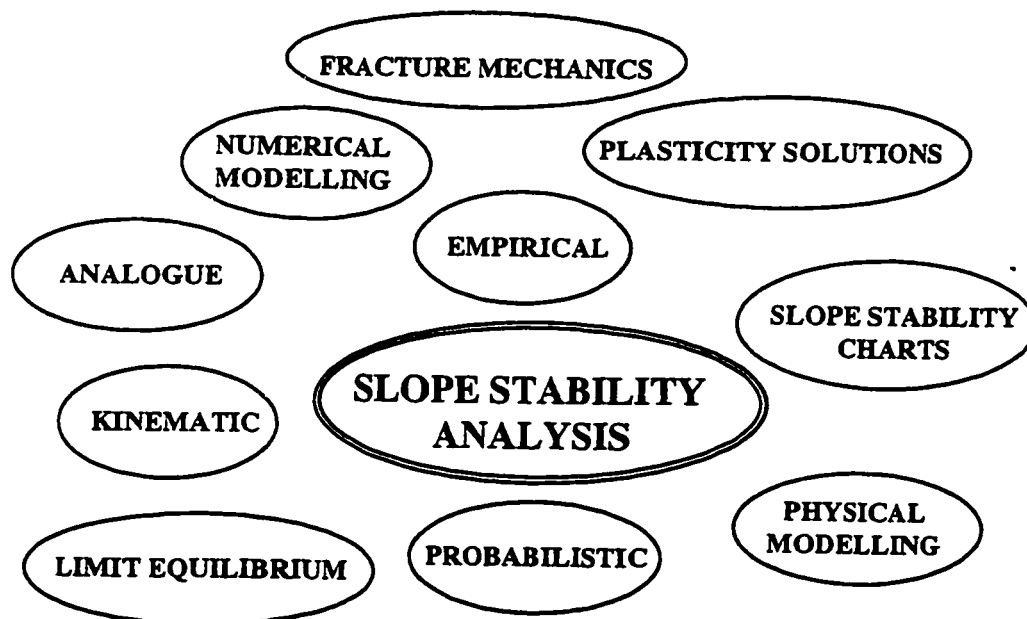 FRACTURE MECHANICS
NUMERICAL
MODELLING
PLASTICITY SOLUTIONS
EMPIRICAL
ANALOGUE
SLOPE STABILITY
CHARTS
SLOPE STABILITY
ANALYSIS
KINEMATIC
PHYSICAL
MODELLING
PROBABILISTIC
LIMIT EQUILIBRIUM